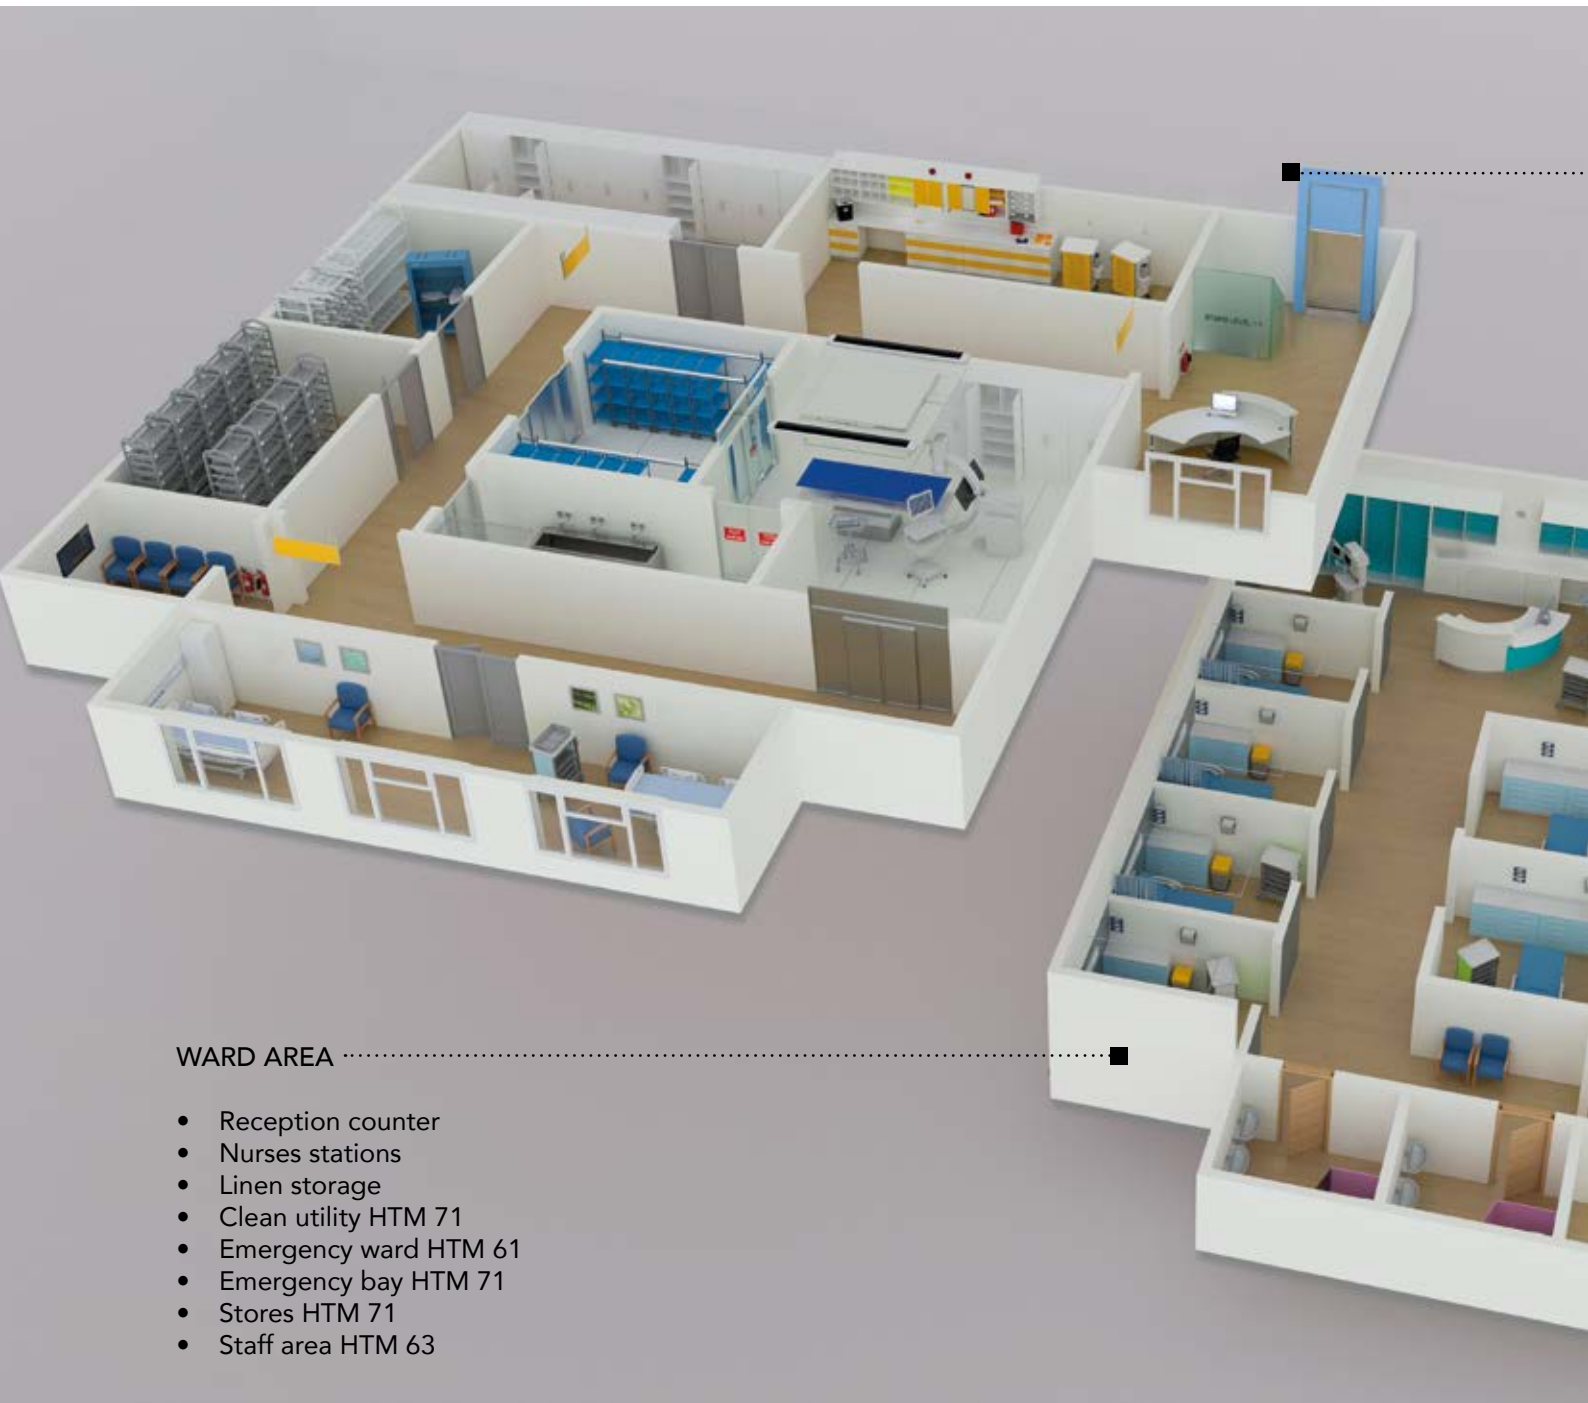 WARD AREA
• Reception counter
• Nurses stations
• Linen storage
• Clean utility HTM 71
• Emergency ward HTM 61
• Emergency bay HTM 71
• Stores HTM 71
• Staff area HTM 63